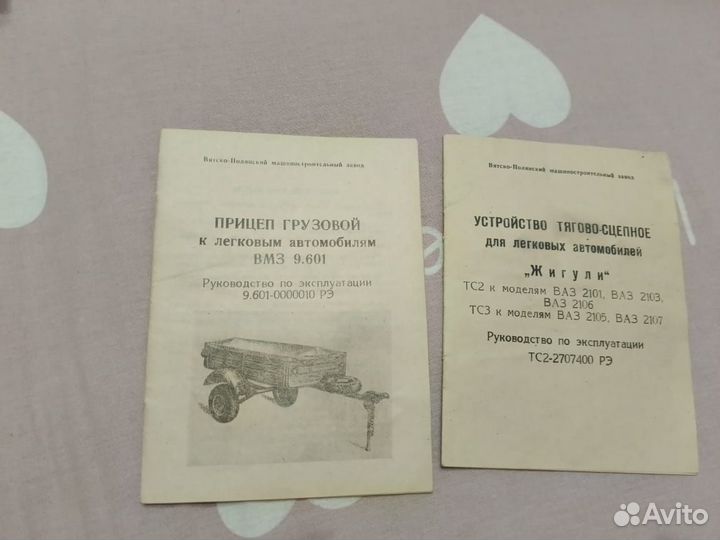 Вятско-Полянский машиностроительный завод
ПРИЦЕП ГРУЗОВОЙ
к легковым автомобилям
ВМЗ 9.601
Руководство по эксплуатации
9.601-0000010 РЭ
Вятско-Полянский машиностроительный завод
УСТРОЙСТВО ТЯГОВО-СЦЕПНОЕ
для легковых автомобилей
„Жигули“
ТС2 к моделям ВАЗ 2101, ВАЗ 2103,
ВАЗ 2106
ТС3 к моделям ВАЗ 2105, ВАЗ 2107
Руководство по эксплуатации
ТС2-2707400 РЭ
Avito